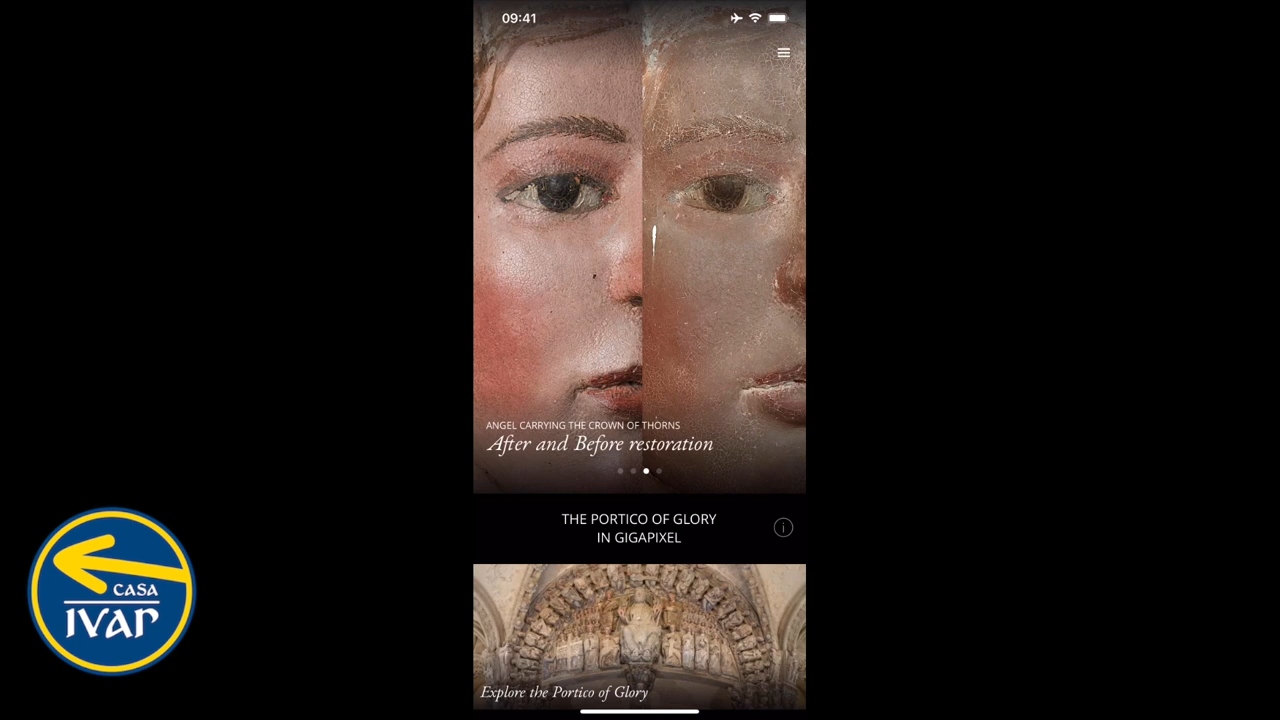 09:41
ANGEL CARRYING THE CROWN OF THORNS
After and Before restoration
THE PORTICO OF GLORY
IN GIGAPIXEL
Explore the Portico of Glory
CASA
IVAR